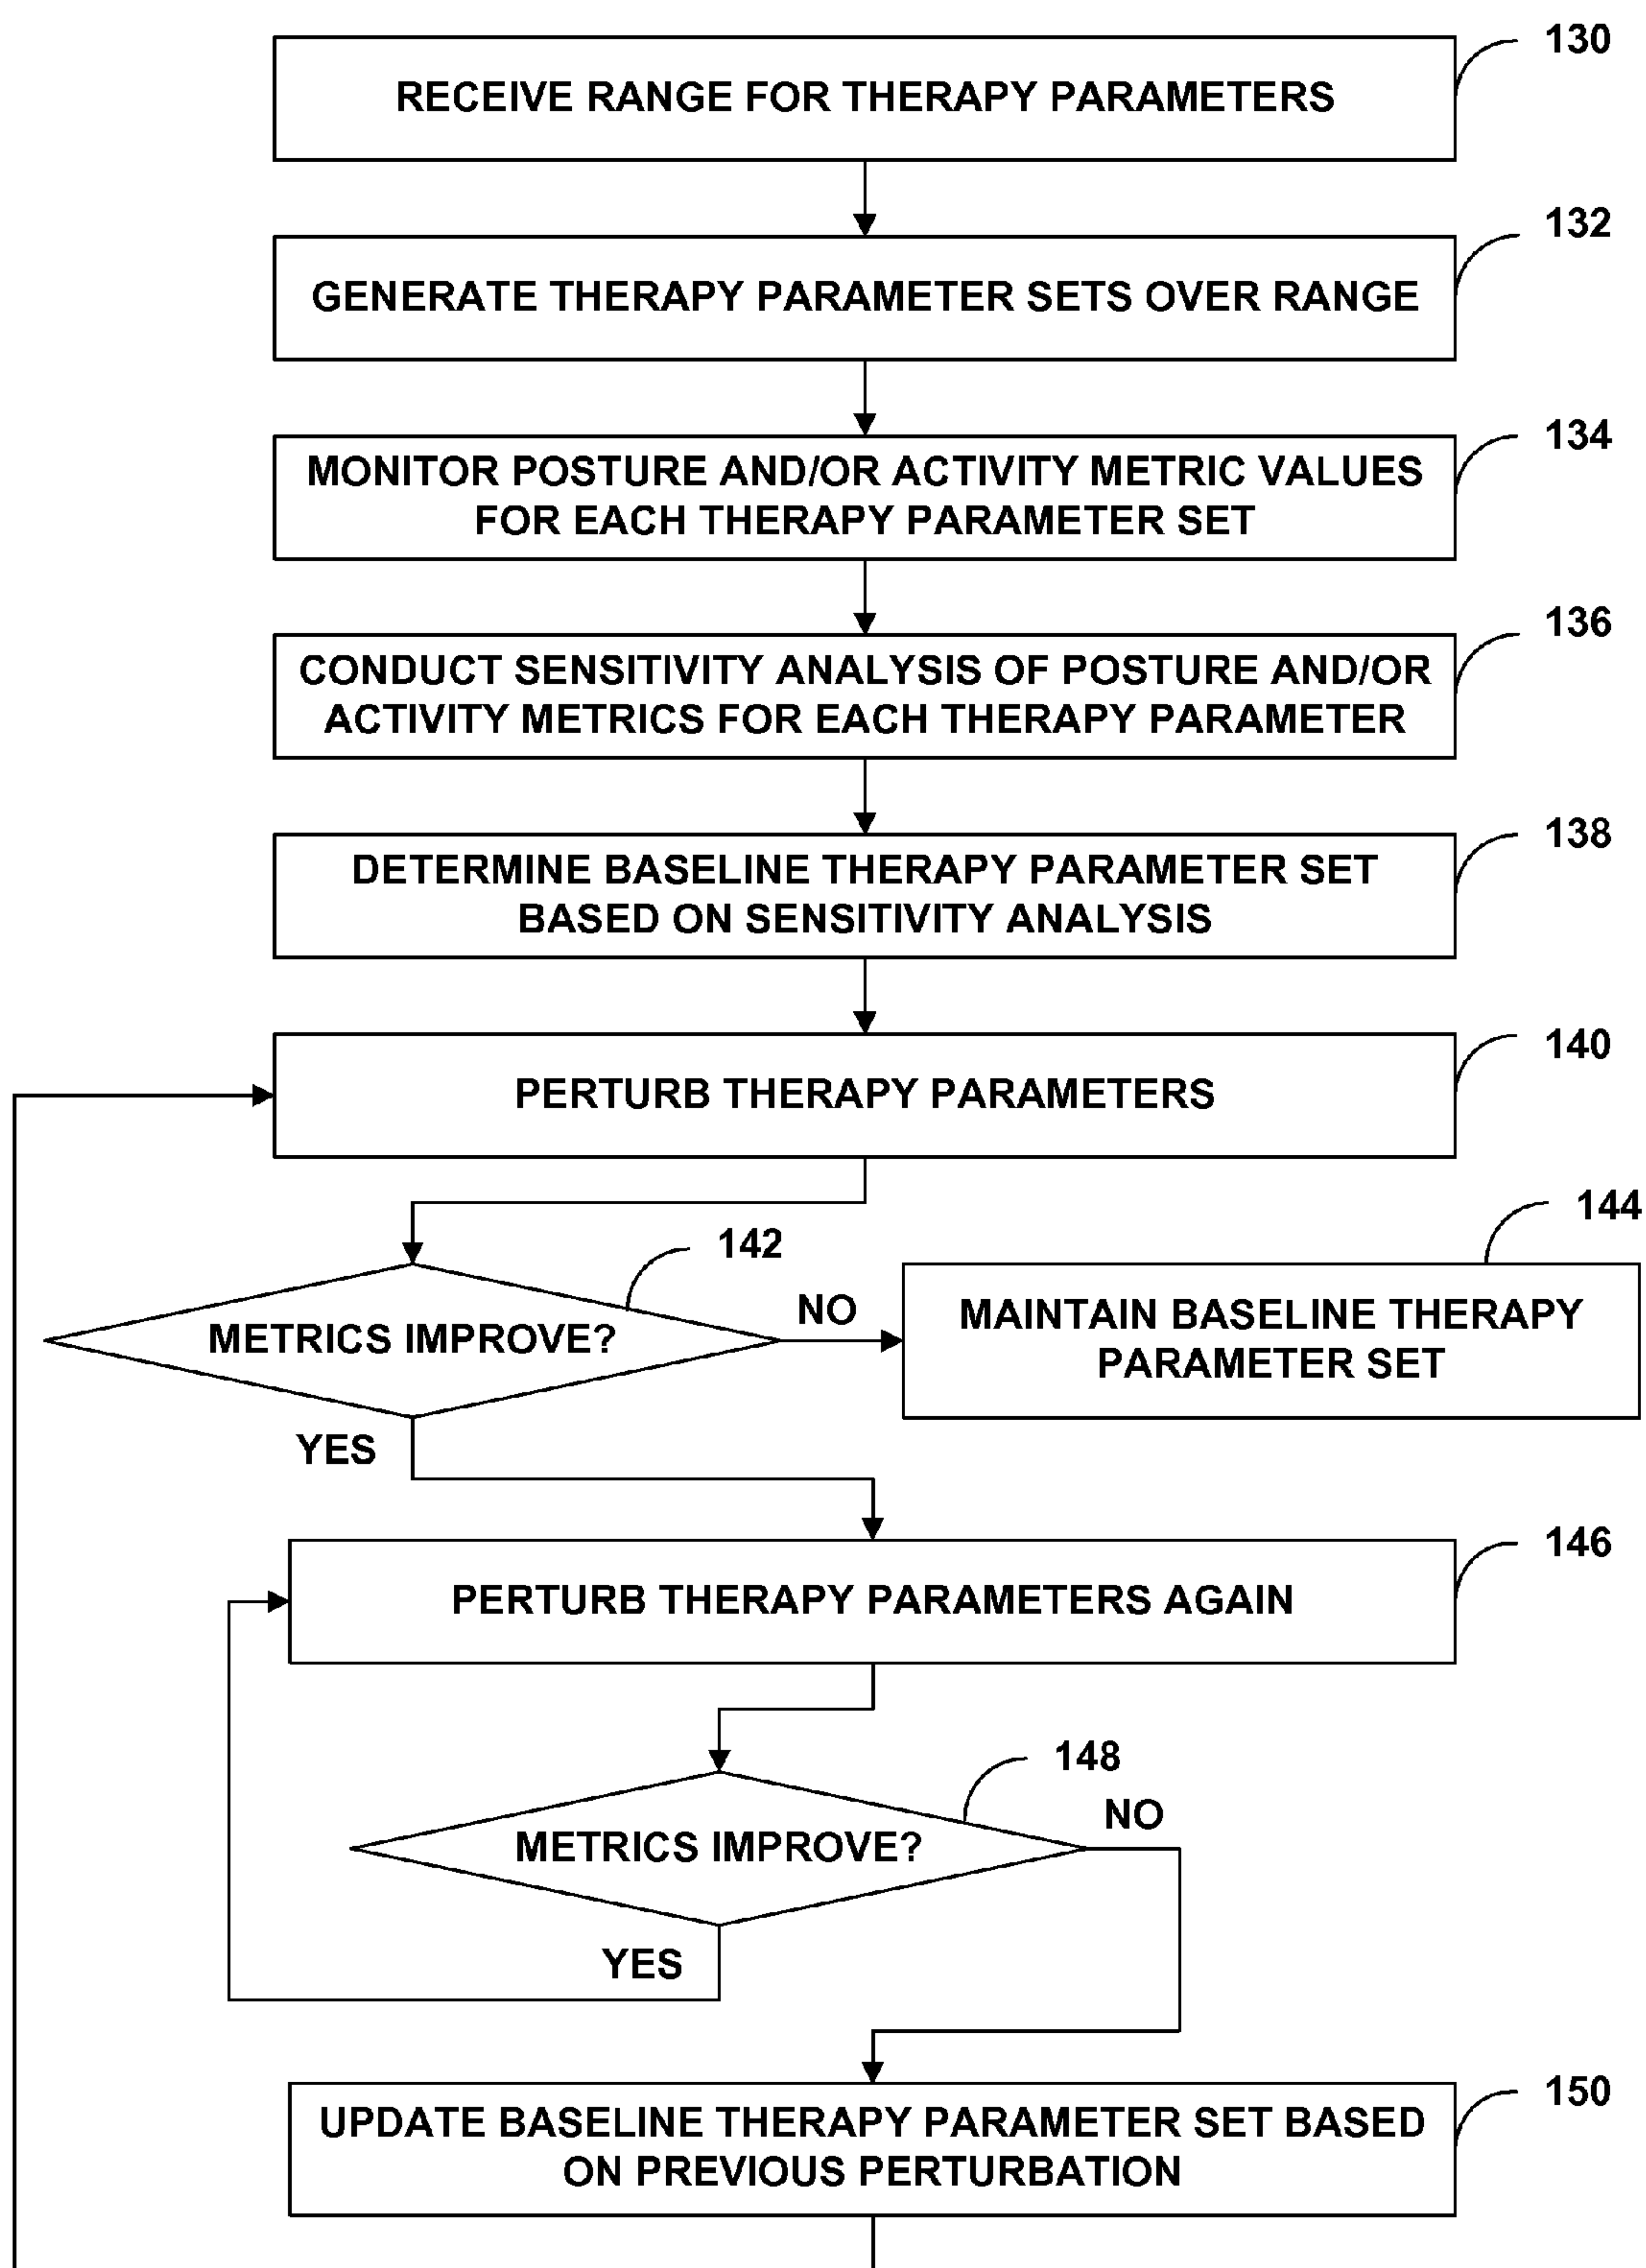 130
RECEIVE RANGE FOR THERAPY PARAMETERS
132
GENERATE THERAPY PARAMETER SETS OVER RANGE
134
MONITOR POSTURE AND/OR ACTIVITY METRIC VALUES
FOR EACH THERAPY PARAMETER SET
136
CONDUCT SENSITIVITY ANALYSIS OF POSTURE AND/OR
ACTIVITY METRICS FOR EACH THERAPY PARAMETER
138
DETERMINE BASELINE THERAPY PARAMETER SET
BASED ON SENSITIVITY ANALYSIS
140
PERTURB THERAPY PARAMETERS
142
METRICS IMPROVE?
NO
144
MAINTAIN BASELINE THERAPY
PARAMETER SET
YES
146
PERTURB THERAPY PARAMETERS AGAIN
148
METRICS IMPROVE?
NO
YES
150
UPDATE BASELINE THERAPY PARAMETER SET BASED
ON PREVIOUS PERTURBATION